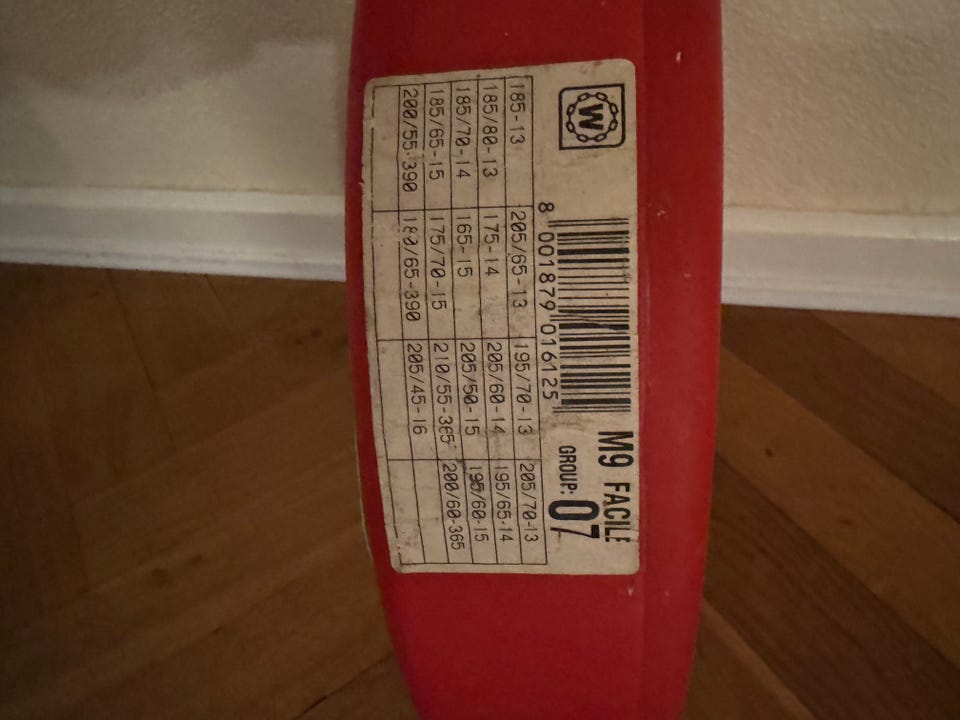 W
M9 FACILE
GROUP: 07
8 001879 016125
185-13 205/65-13 195/70-13 205/70-13
185/80-13 175-14 205/60-14 195/65-14
185/70-14 165-15 205/50-15 195/60-15
185/65-15 175/70-15 210/55-365 200/60-365
200/55-390 180/65-390 205/45-16